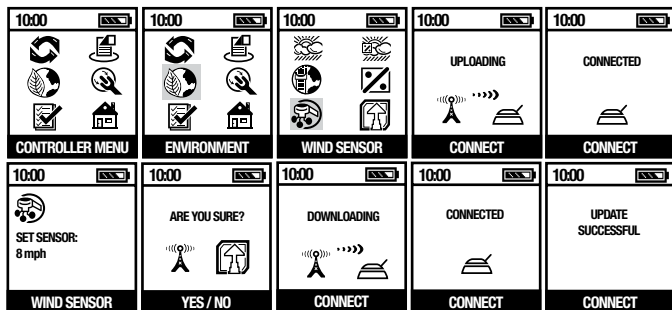 10:00
CONTROLLER MENU
10:00
ENVIRONMENT
10:00
WIND SENSOR
10:00
UPLOADING
CONNECT
10:00
CONNECTED
CONNECT
10:00
SET SENSOR:
8 mph
WIND SENSOR
10:00
ARE YOU SURE?
YES / NO
10:00
DOWNLOADING
CONNECT
10:00
CONNECTED
CONNECT
10:00
UPDATE
SUCCESSFUL
CONNECT